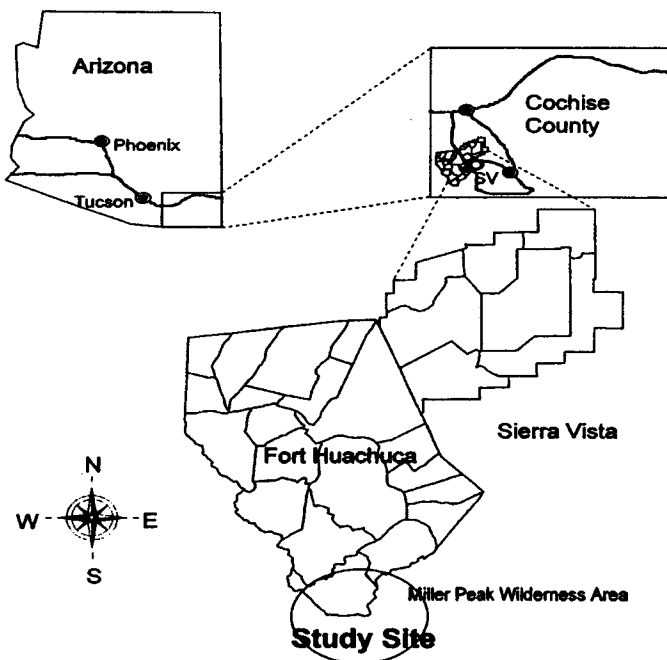 Arizona
Phoenix
Tucson
Cochise
County
SV
Sierra Vista
Fort Huachuca
N
W
E
S
Miller Peak Wilderness Area
Study Site